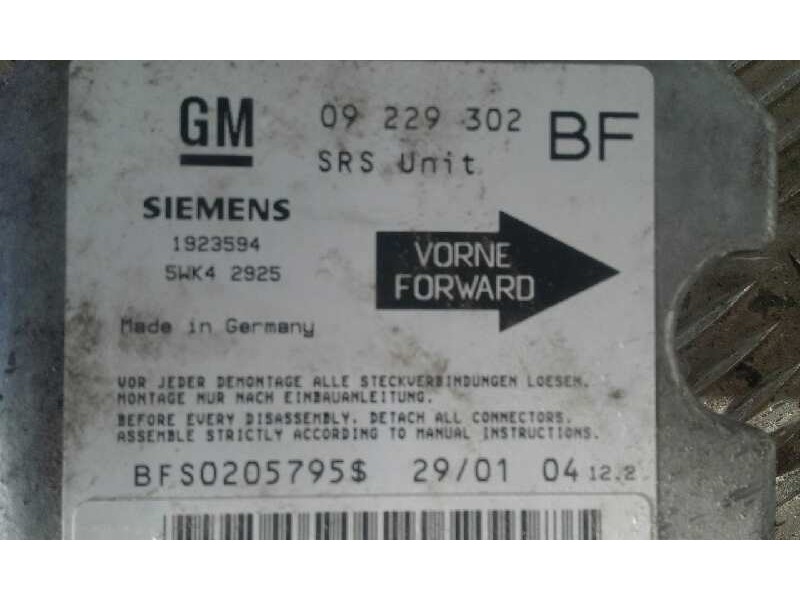 GM 09 229 302 BF
SRS Unit
SIEMENS
1923594
5WK4 2925
VORNE
FORWARD
Made in Germany
VOR JEDER DEMONTAGE ALLE STECKVERBINDUNGEN LOESEN.
MONTAGE NUR NACH EINBAUANLEITUNG.
BEFORE EVERY DISASSEMBLY, DETACH ALL CONNECTORS.
ASSEMBLE STRICTLY ACCORDING TO MANUAL INSTRUCTIONS.
BFS0205795$ 29/01 04 12.2